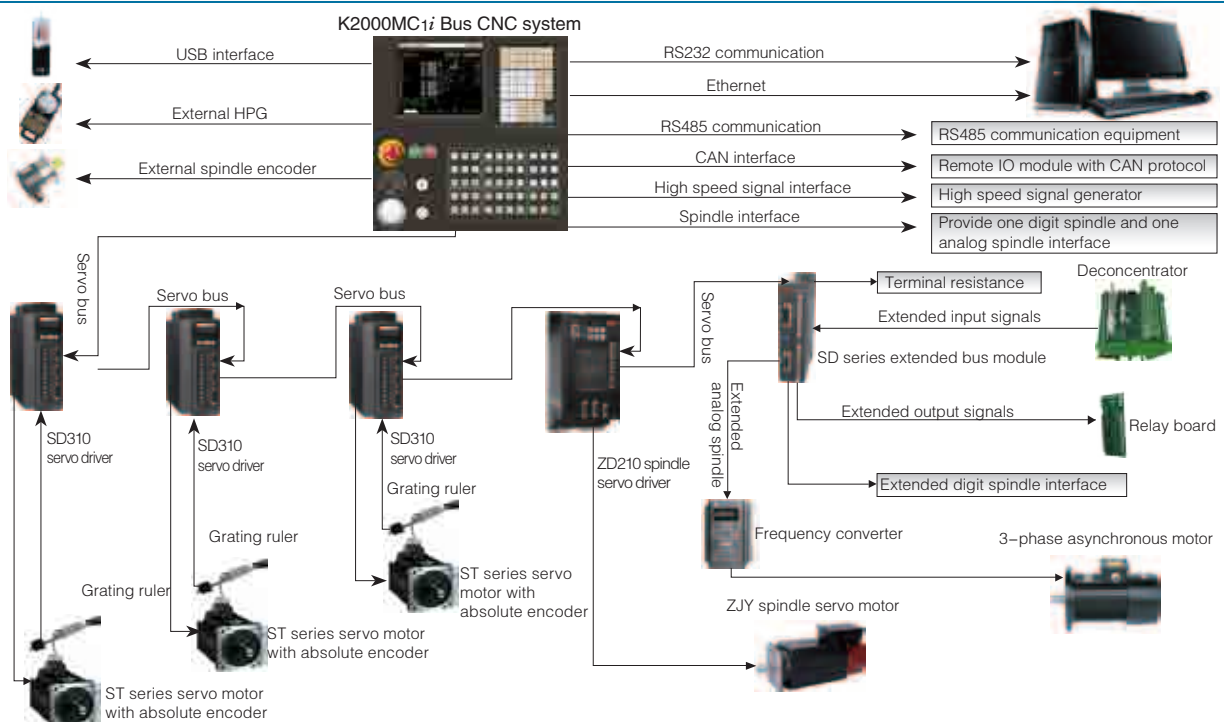 K2000MC1i Bus CNC system
USB interface
External HPG
External spindle encoder
RS232 communication
Ethernet
RS485 communication
RS485 communication equipment
CAN interface
Remote IO module with CAN protocol
High speed signal interface
High speed signal generator
Spindle interface
Provide one digit spindle and one
analog spindle interface
Servo bus
Servo bus
Servo bus
Servo bus
Terminal resistance
Deconcentrator
Extended input signals
SD series extended bus module
Extended
analog spindle
Extended output signals
Relay board
Extended digit spindle interface
SD310
servo driver
SD310
servo driver
SD310
servo driver
ZD210 spindle
servo driver
Grating ruler
Grating ruler
Grating ruler
Frequency converter
3–phase asynchronous motor
ST series servo
motor with
absolute encoder
ZJY spindle servo motor
ST series servo motor
with absolute encoder
ST series servo motor
with absolute encoder